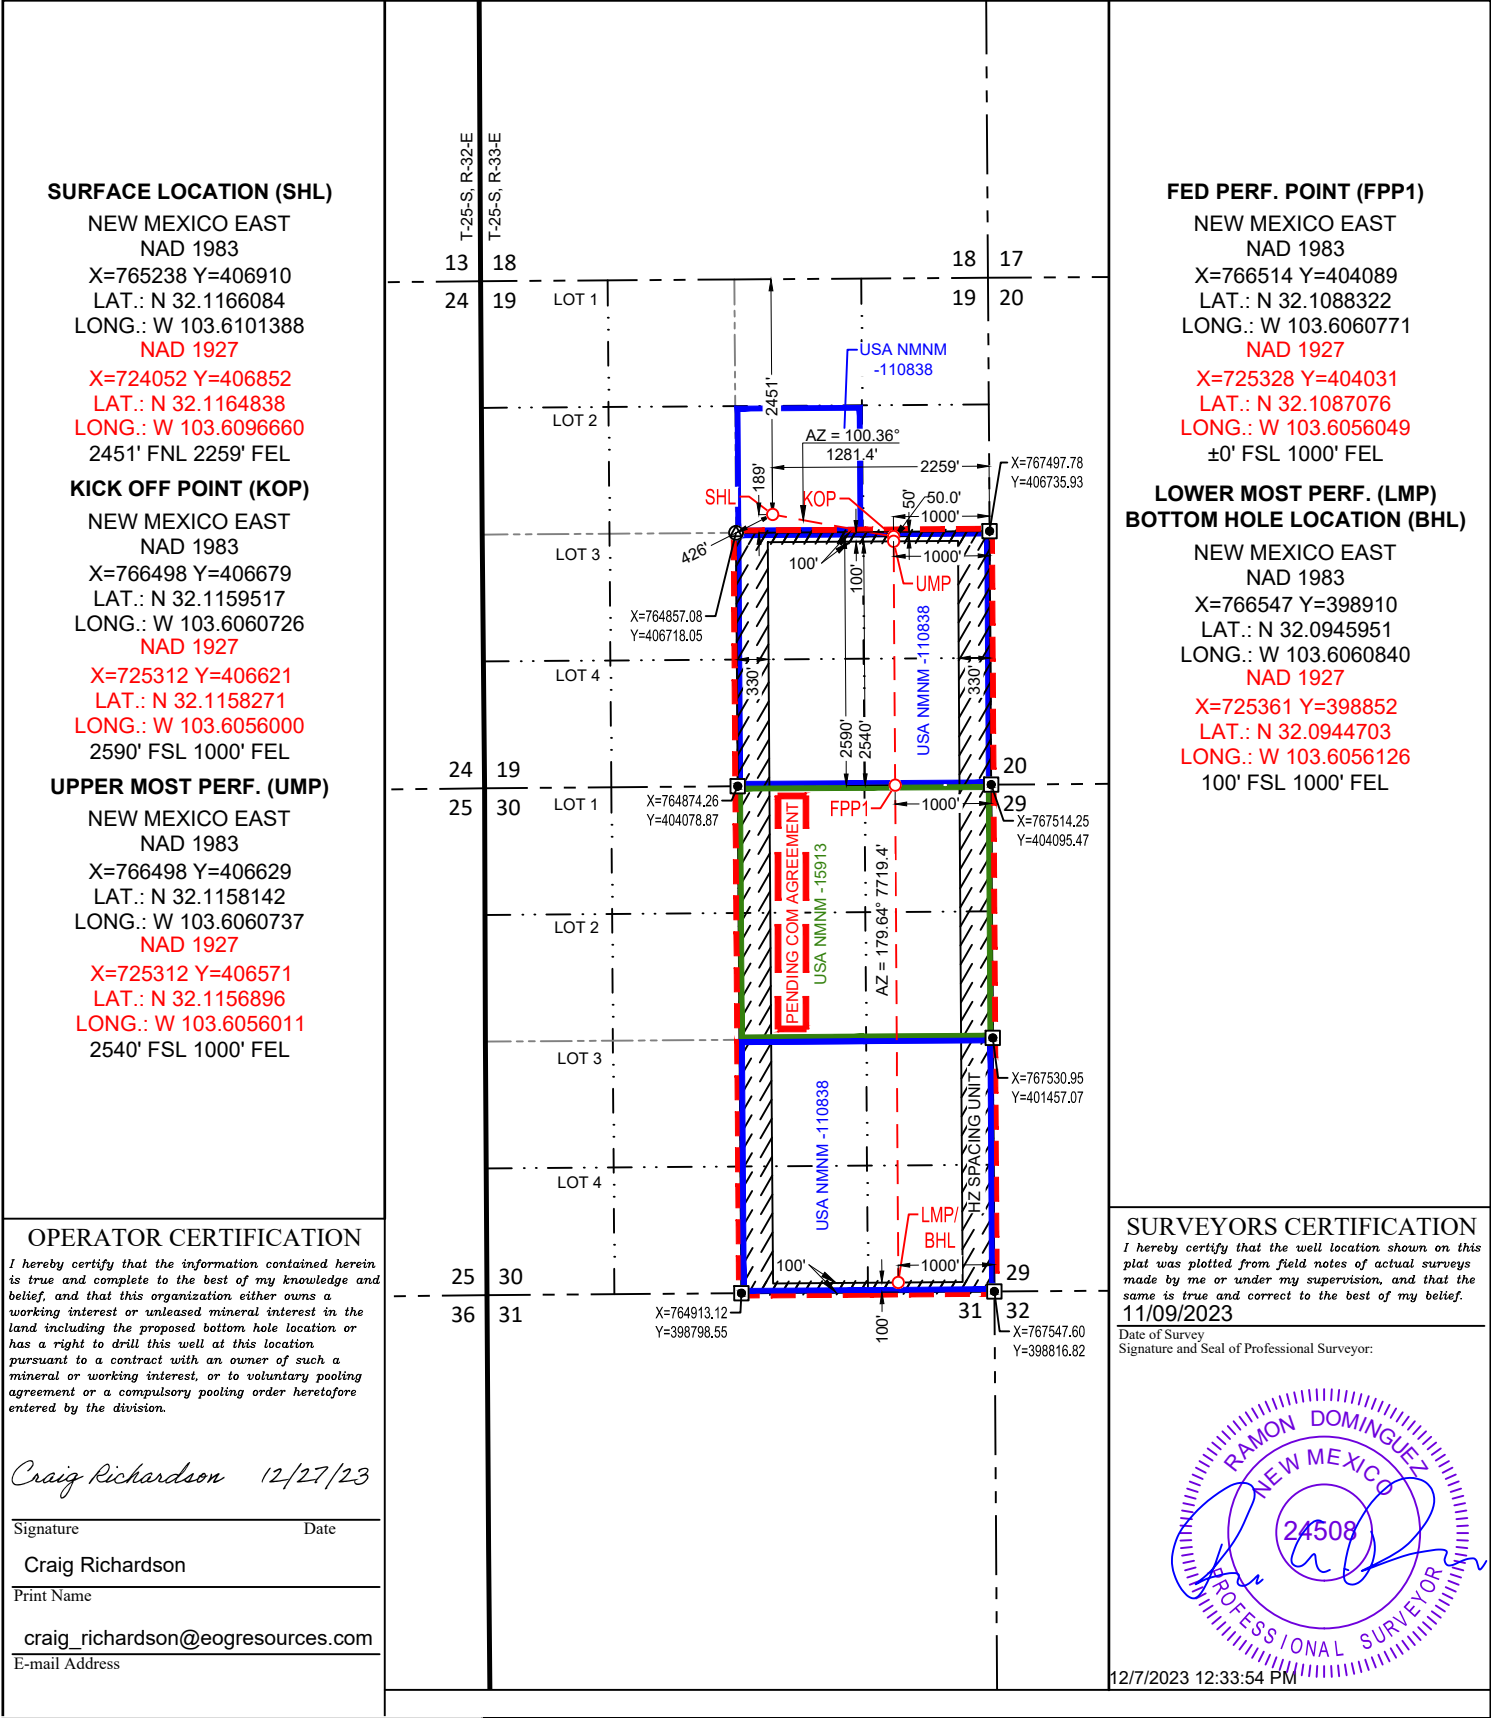 SURFACE LOCATION (SHL)
NEW MEXICO EAST
NAD 1983
X=765238 Y=406910
LAT.: N 32.1166084
LONG.: W 103.6101388
NAD 1927
X=724052 Y=406852
LAT.: N 32.1164838
LONG.: W 103.6096660
2451' FNL 2259' FEL
KICK OFF POINT (KOP)
NEW MEXICO EAST
NAD 1983
X=766498 Y=406679
LAT.: N 32.1159517
LONG.: W 103.6060726
NAD 1927
X=725312 Y=406621
LAT.: N 32.1158271
LONG.: W 103.6056000
2590' FSL 1000' FEL
UPPER MOST PERF. (UMP)
NEW MEXICO EAST
NAD 1983
X=766498 Y=406629
LAT.: N 32.1158142
LONG.: W 103.6060737
NAD 1927
X=725312 Y=406571
LAT.: N 32.1156896
LONG.: W 103.6056011
2540' FSL 1000' FEL
OPERATOR CERTIFICATION
I hereby certify that the information contained herein
is true and complete to the best of my knowledge and
belief, and that this organization either owns a
working interest or unleased mineral interest in the
land including the proposed bottom hole location or
has a right to drill this well at this location
pursuant to a contract with an owner of such a
mineral or working interest, or to voluntary pooling
agreement or a compulsory pooling order heretofore
entered by the division.
Craig Richardson 12/27/23
Signature Date
Craig Richardson
Print Name
craig_richardson@eogresources.com
E-mail Address
T-25-S, R-32-E
T-25-S, R-33-E
13 18
24 19
18 17
19 20
LOT 1
USA NMNM
-110838
2451'
LOT 2
AZ = 100.36°
1281.4'
2259'
X=767497.78
Y=406735.93
189'
SHL
KOP
50'
50.0'
1000'
426'
LOT 3
100'
100'
1000'
UMP
X=764857.08
Y=406718.05
USA NMNM -110838
LOT 4
330'
330'
2590'
2540'
24 19
25 30
20
29
LOT 1
X=764874.26
Y=404078.87
FPP1
1000'
X=767514.25
Y=404095.47
PENDING COM AGREEMENT
USA NMNM -15913
AZ = 179.64° 7719.4'
LOT 2
LOT 3
X=767530.95
Y=401457.07
HZ SPACING UNIT
USA NMNM -110838
LOT 4
LMP/
BHL
100'
1000'
25 30
36 31
29
31 32
X=764913.12
Y=398798.55
100'
X=767547.60
Y=398816.82
FED PERF. POINT (FPP1)
NEW MEXICO EAST
NAD 1983
X=766514 Y=404089
LAT.: N 32.1088322
LONG.: W 103.6060771
NAD 1927
X=725328 Y=404031
LAT.: N 32.1087076
LONG.: W 103.6056049
±0' FSL 1000' FEL
LOWER MOST PERF. (LMP)
BOTTOM HOLE LOCATION (BHL)
NEW MEXICO EAST
NAD 1983
X=766547 Y=398910
LAT.: N 32.0945951
LONG.: W 103.6060840
NAD 1927
X=725361 Y=398852
LAT.: N 32.0944703
LONG.: W 103.6056126
100' FSL 1000' FEL
SURVEYORS CERTIFICATION
I hereby certify that the well location shown on this
plat was plotted from field notes of actual surveys
made by me or under my supervision, and that the
same is true and correct to the best of my belief.
11/09/2023
Date of Survey
Signature and Seal of Professional Surveyor:
RAMON DOMINGUEZ
NEW MEXICO
24508
PROFESSIONAL SURVEYOR
12/7/2023 12:33:54 PM